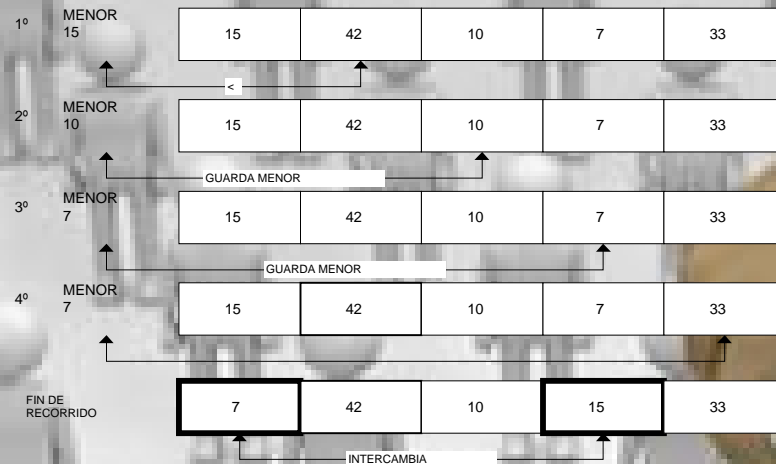 1º MENOR
15
15 42 10 7 33
<
2º MENOR
10
15 42 10 7 33
GUARDA MENOR
3º MENOR
7
15 42 10 7 33
GUARDA MENOR
4º MENOR
7
15 42 10 7 33
FIN DE
RECORRIDO
7 42 10 15 33
INTERCAMBIA